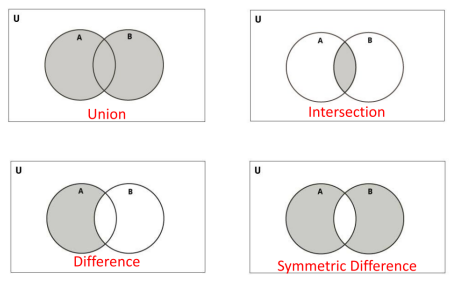 U
A B
Union
U
A B
Intersection
U
A B
Difference
U
A B
Symmetric Difference